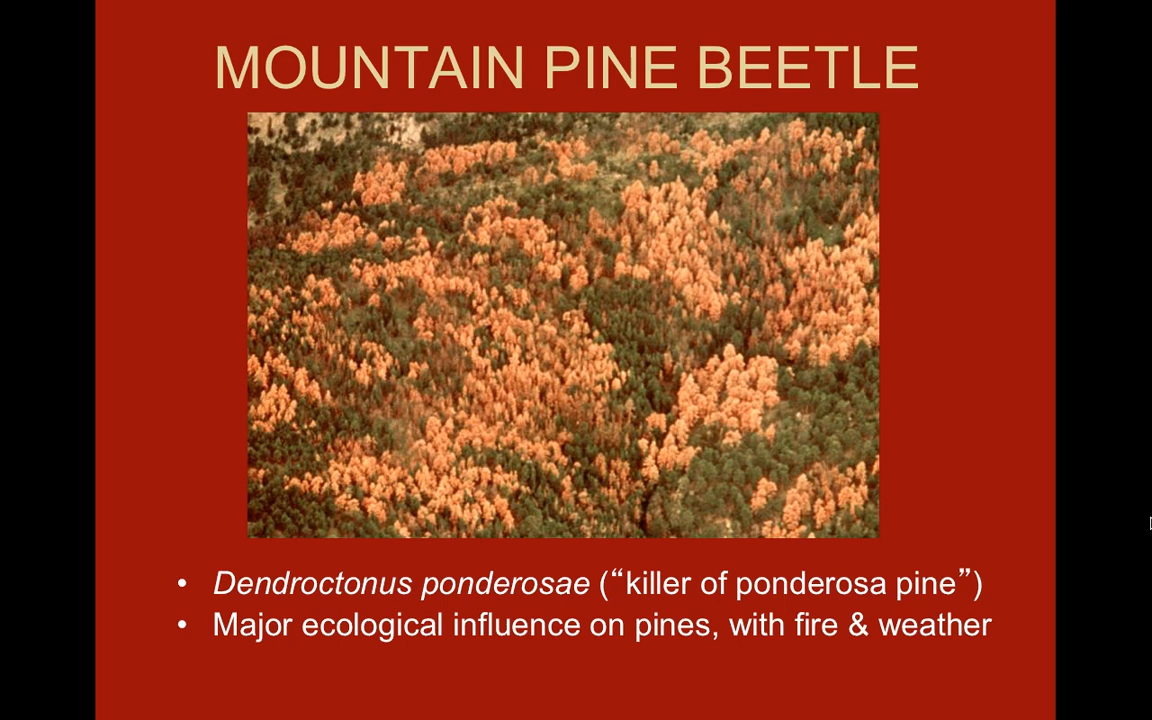 MOUNTAIN PINE BEETLE
• Dendroctonus ponderosae (“killer of ponderosa pine”)
• Major ecological influence on pines, with fire & weather